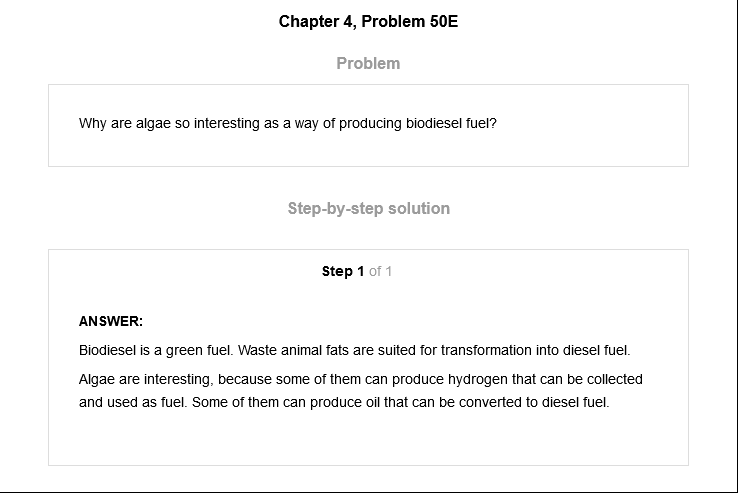 Chapter 4, Problem 50E
Problem
Why are algae so interesting as a way of producing biodiesel fuel?
Step-by-step solution
Step 1 of 1
ANSWER:
Biodiesel is a green fuel. Waste animal fats are suited for transformation into diesel fuel.
Algae are interesting, because some of them can produce hydrogen that can be collected
and used as fuel. Some of them can produce oil that can be converted to diesel fuel.